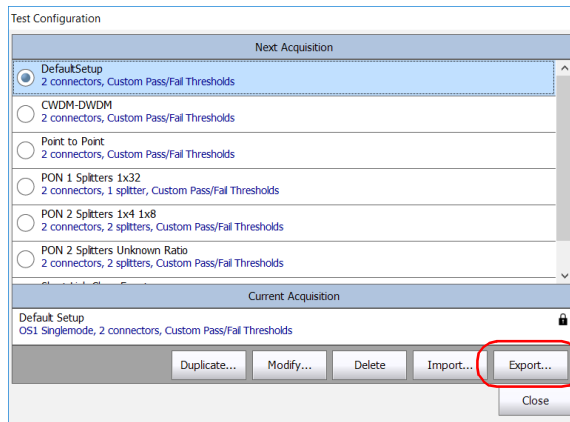 Test Configuration
Next Acquisition
DefaultSetup
2 connectors, Custom Pass/Fail Thresholds
CWDM-DWDM
2 connectors, Custom Pass/Fail Thresholds
Point to Point
2 connectors, Custom Pass/Fail Thresholds
PON 1 Splitters 1x32
2 connectors, 1 splitter, Custom Pass/Fail Thresholds
PON 2 Splitters 1x4 1x8
2 connectors, 2 splitters, Custom Pass/Fail Thresholds
PON 2 Splitters Unknown Ratio
2 connectors, 2 splitters, Custom Pass/Fail Thresholds
Current Acquisition
Default Setup
OS1 Singlemode, 2 connectors, Custom Pass/Fail Thresholds
Duplicate... Modify... Delete Import... Export...
Close